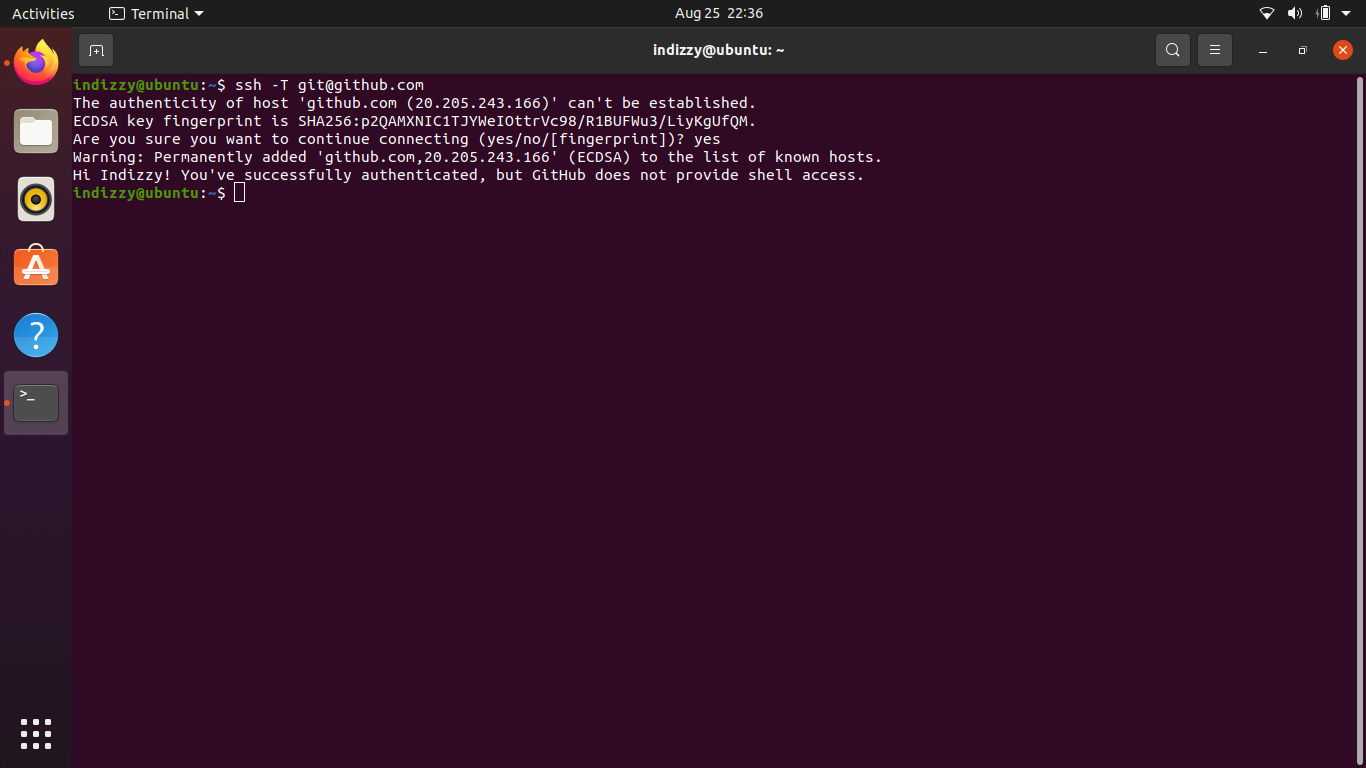 Activities
Terminal
Aug 25 22:36
indizzy@ubuntu: ~
indizzy@ubuntu:~$ ssh -T git@github.com
The authenticity of host 'github.com (20.205.243.166)' can't be established.
ECDSA key fingerprint is SHA256:p2QAMXNIC1TJYWeIOttrVc98/R1BUFWu3/LiyKgUfQM.
Are you sure you want to continue connecting (yes/no/[fingerprint])? yes
Warning: Permanently added 'github.com,20.205.243.166' (ECDSA) to the list of known hosts.
Hi Indizzy! You've successfully authenticated, but GitHub does not provide shell access.
indizzy@ubuntu:~$